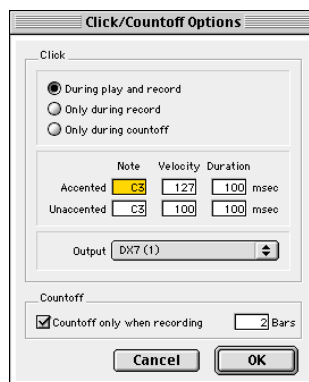 Click/Countoff Options
Click
During play and record
Only during record
Only during countoff
Note Velocity Duration
Accented C3 127 100 msec
Unaccented C3 100 100 msec
Output DX7 (1)
Countoff
Countoff only when recording 2 Bars
Cancel OK